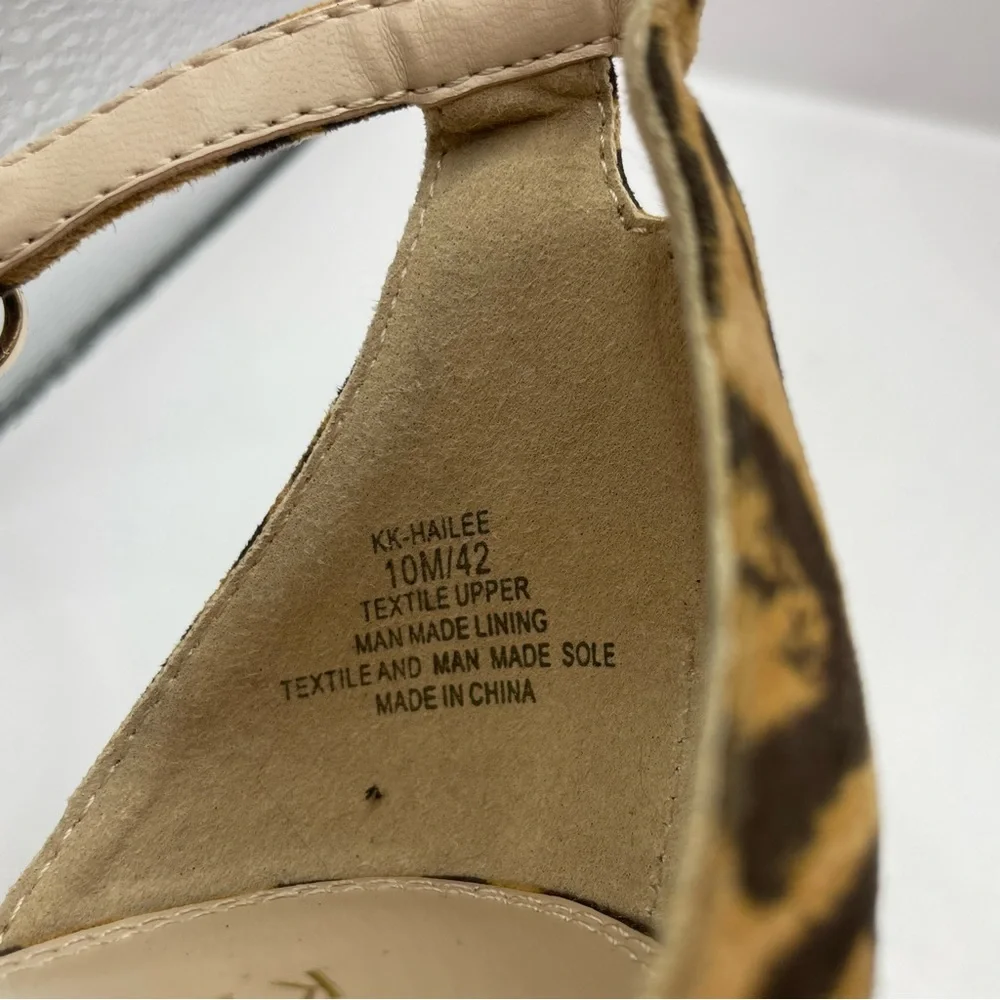 KK-HAILEE
10M/42
TEXTILE UPPER
MAN MADE LINING
TEXTILE AND MAN MADE SOLE
MADE IN CHINA